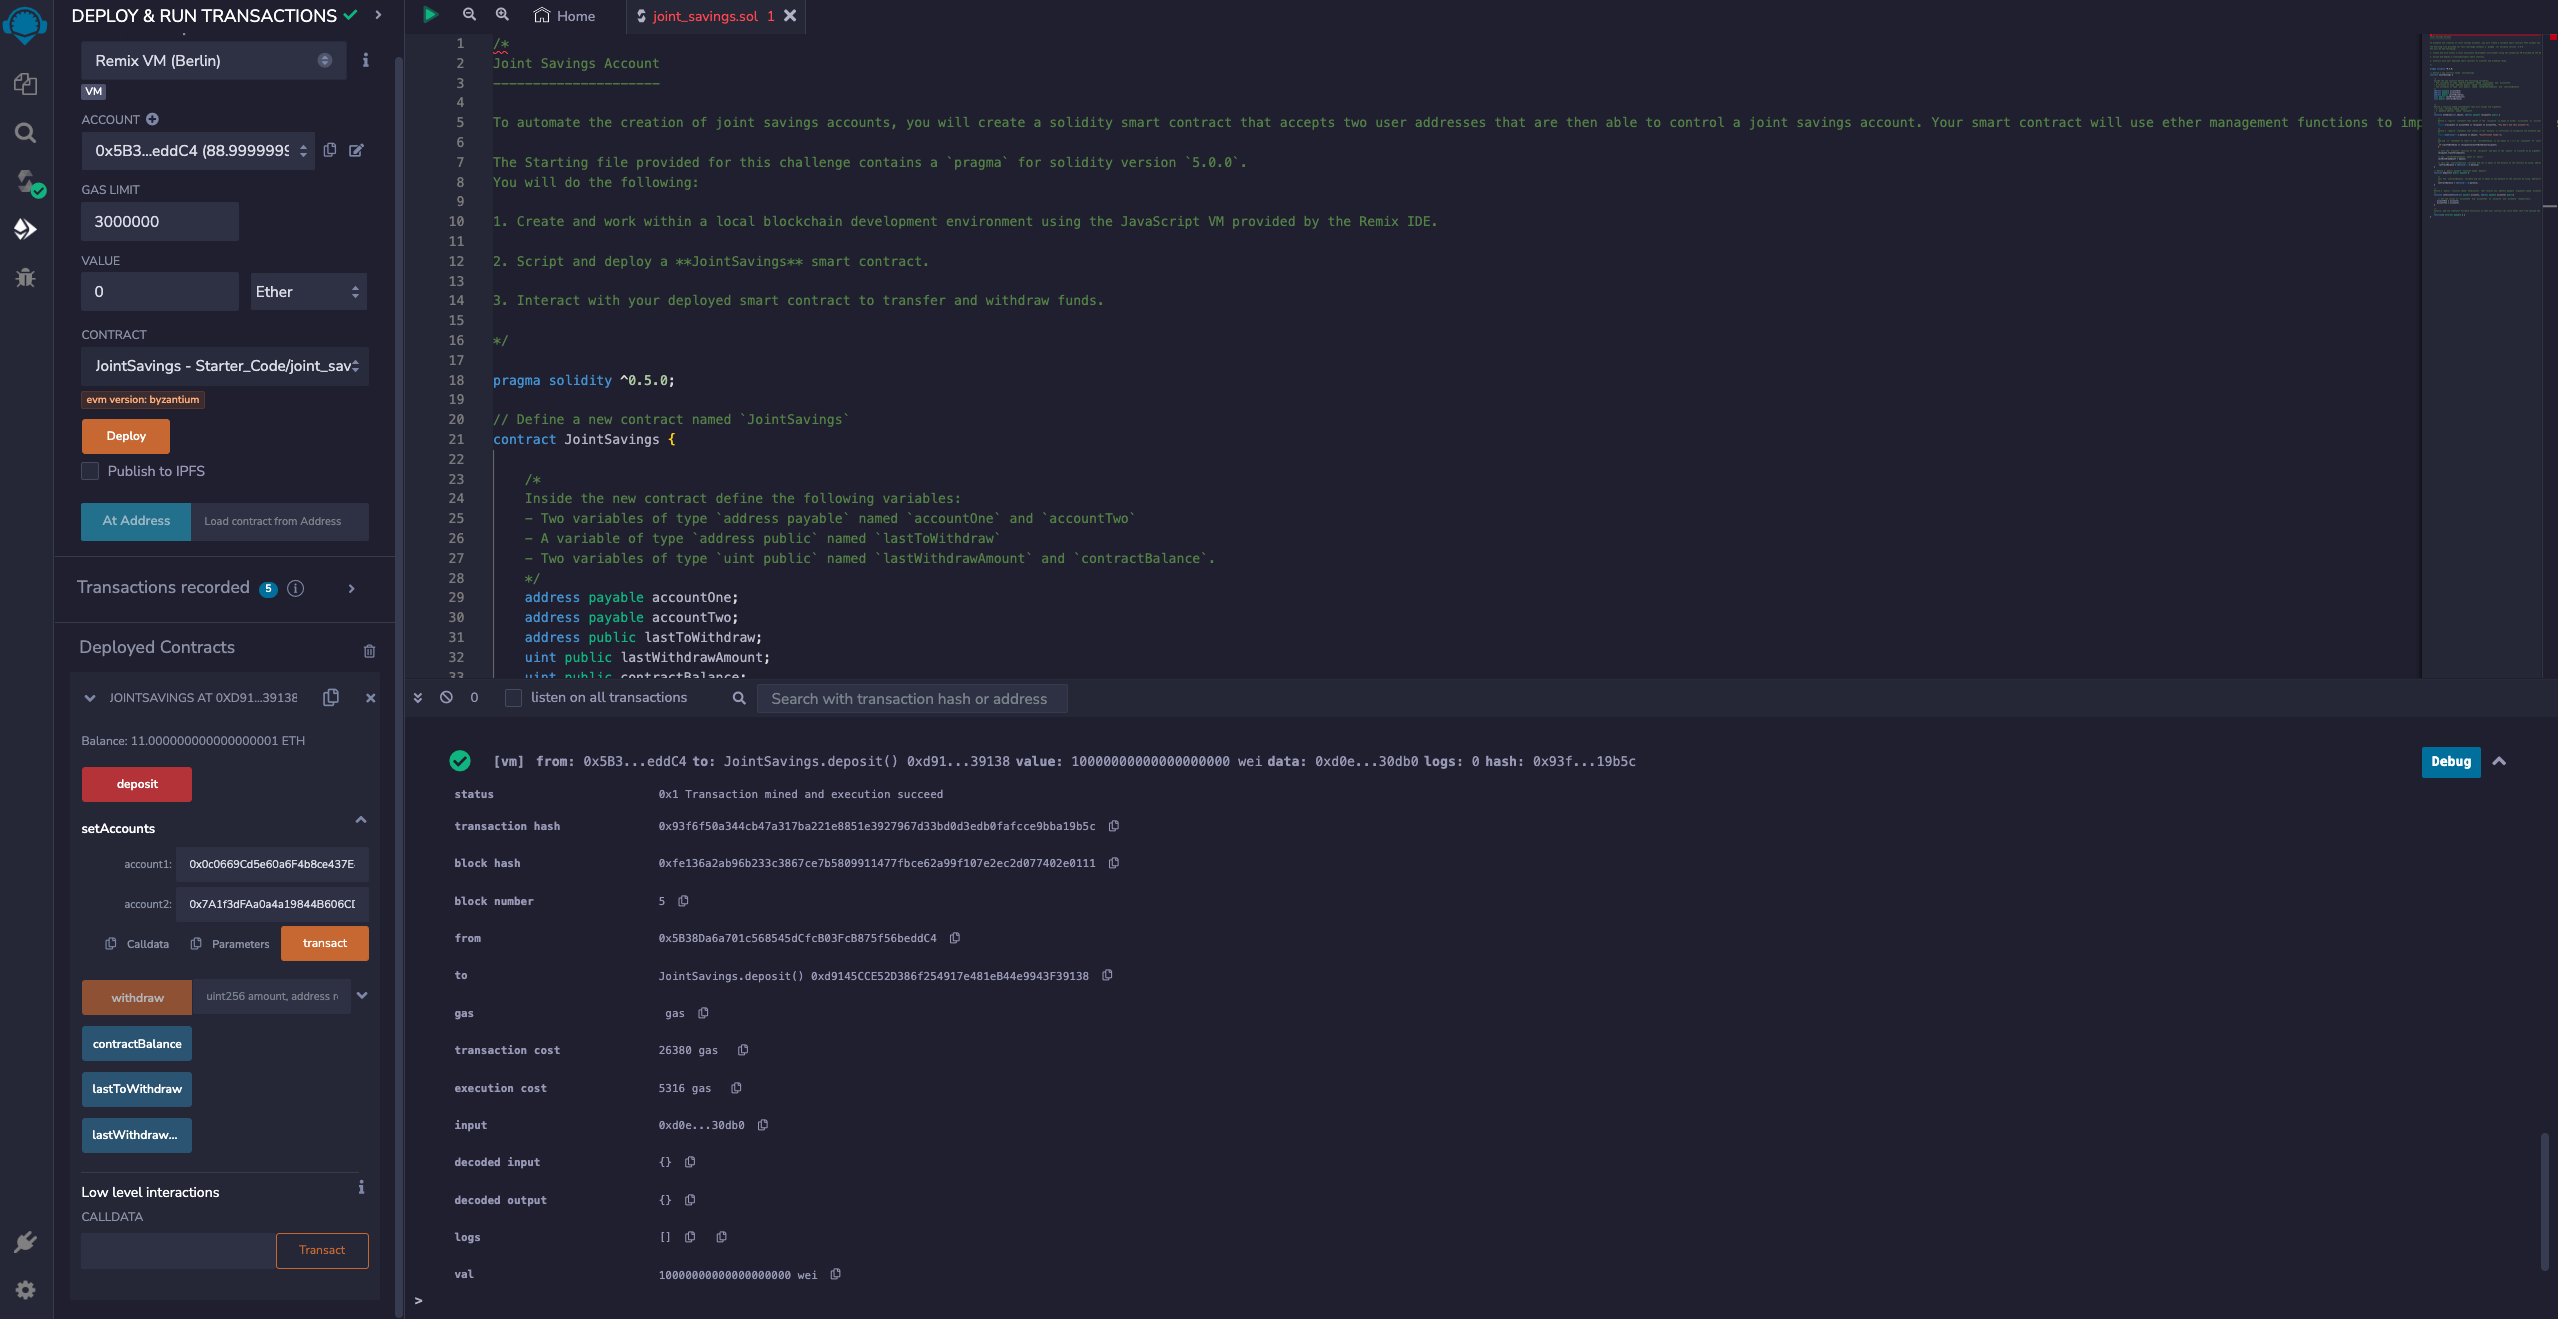 DEPLOY & RUN TRANSACTIONS
Remix VM (Berlin)
VM
ACCOUNT
0x5B3...eddC4 (88.9999999
GAS LIMIT
3000000
VALUE
0
Ether
CONTRACT
JointSavings - Starter_Code/joint_sav
evm version: byzantium
Deploy
Publish to IPFS
At Address
Load contract from Address
Transactions recorded 5
Deployed Contracts
JOINTSAVINGS AT 0XD91...39138
Balance: 11.000000000000000001 ETH
deposit
setAccounts
account1: 0x0c0669Cd5e60a6F4b8ce437E
account2: 0x7A1f3dFAa0a4a19844B606CD
Calldata
Parameters
transact
withdraw
uint256 amount, address r
contractBalance
lastToWithdraw
lastWithdraw...
Low level interactions
CALLDATA
Transact
Home
joint_savings.sol 1
1 /*
2 Joint Savings Account
3 ---------------------
4
5 To automate the creation of joint savings accounts, you will create a solidity smart contract that accepts two user addresses that are then able to control a joint savings account. Your smart contract will use ether management functions to imp
6
7 The Starting file provided for this challenge contains a `pragma` for solidity version `5.0.0`.
8 You will do the following:
9
10 1. Create and work within a local blockchain development environment using the JavaScript VM provided by the Remix IDE.
11
12 2. Script and deploy a **JointSavings** smart contract.
13
14 3. Interact with your deployed smart contract to transfer and withdraw funds.
15
16 */
17
18 pragma solidity ^0.5.0;
19
20 // Define a new contract named `JointSavings`
21 contract JointSavings {
22
23 /*
24 Inside the new contract define the following variables:
25 - Two variables of type `address payable` named `accountOne` and `accountTwo`
26 - A variable of type `address public` named `lastToWithdraw`
27 - Two variables of type `uint public` named `lastWithdrawAmount` and `contractBalance`.
28 */
29 address payable accountOne;
30 address payable accountTwo;
31 address public lastToWithdraw;
32 uint public lastWithdrawAmount;
33 uint public contractBalance;
0
listen on all transactions
Search with transaction hash or address
[vm] from: 0x5B3...eddC4 to: JointSavings.deposit() 0xd91...39138 value: 10000000000000000000 wei data: 0xd0e...30db0 logs: 0 hash: 0x93f...19b5c
Debug
status 0x1 Transaction mined and execution succeed
transaction hash 0x93f6f50a344cb47a317ba221e8851e3927967d33bd0d3edb0fafcce9bba19b5c
block hash 0xfe136a2ab96b233c3867ce7b5809911477fbce62a99f107e2ec2d077402e0111
block number 5
from 0x5B38Da6a701c568545dCfcB03FcB875f56beddC4
to JointSavings.deposit() 0xd9145CCE52D386f254917e481eB44e9943F39138
gas gas
transaction cost 26380 gas
execution cost 5316 gas
input 0xd0e...30db0
decoded input {}
decoded output {}
logs []
val 10000000000000000000 wei
>